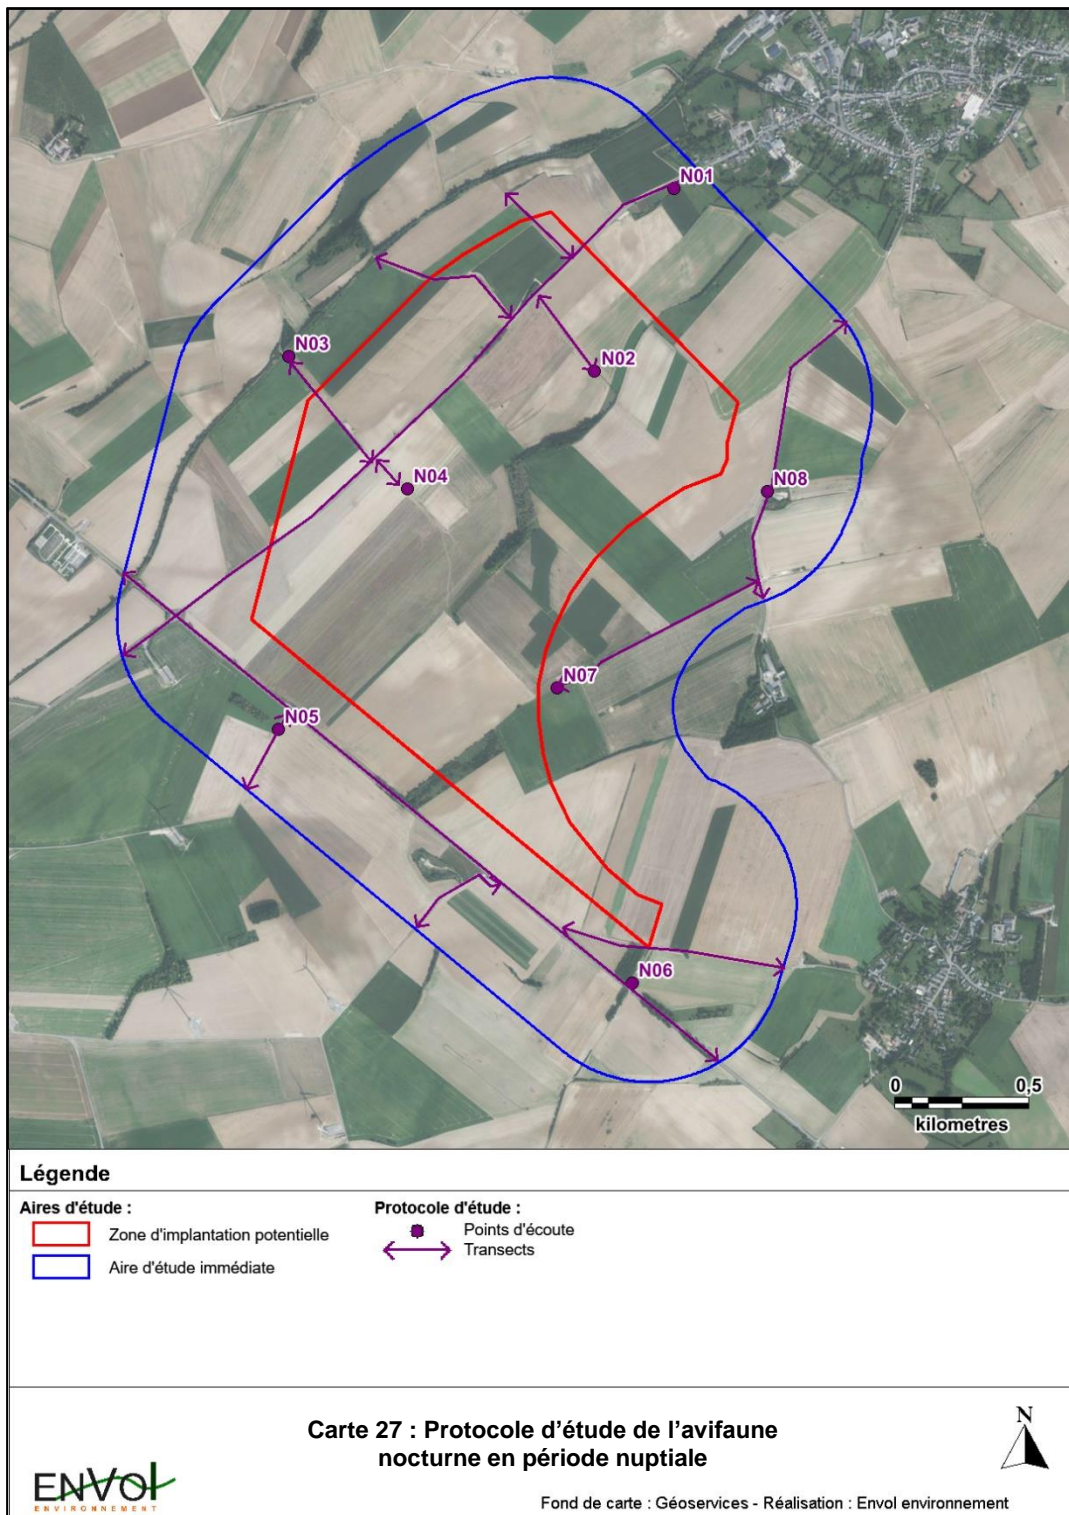 N01
N03
N02
N04
N08
N07
N05
N06
0 0,5
kilometres
Légende
Aires d'étude :
Zone d'implantation potentielle
Aire d'étude immédiate
Protocole d'étude :
Points d'écoute
Transects
Carte 27 : Protocole d'étude de l'avifaune
nocturne en période nuptiale
N
ENVOl
ENVIRONNEMENT
Fond de carte : Géoservices - Réalisation : Envol environnement